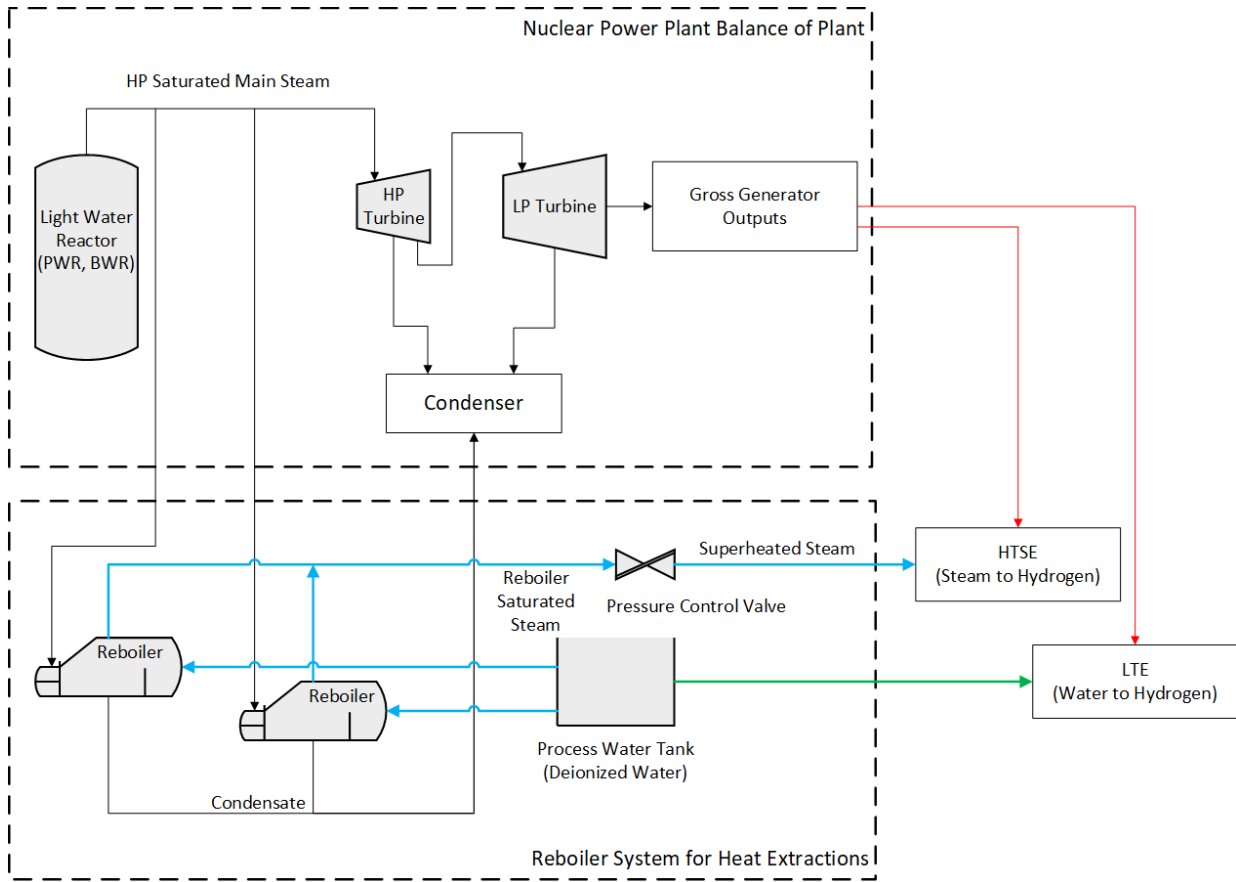 Nuclear Power Plant Balance of Plant
HP Saturated Main Steam
Light Water
Reactor
(PWR, BWR)
HP
Turbine
LP Turbine
Gross Generator
Outputs
Condenser
HTSE
(Steam to Hydrogen)
Superheated Steam
Reboiler
Saturated
Steam
Pressure Control Valve
Reboiler
Reboiler
LTE
(Water to Hydrogen)
Process Water Tank
(Deionized Water)
Condensate
Reboiler System for Heat Extractions